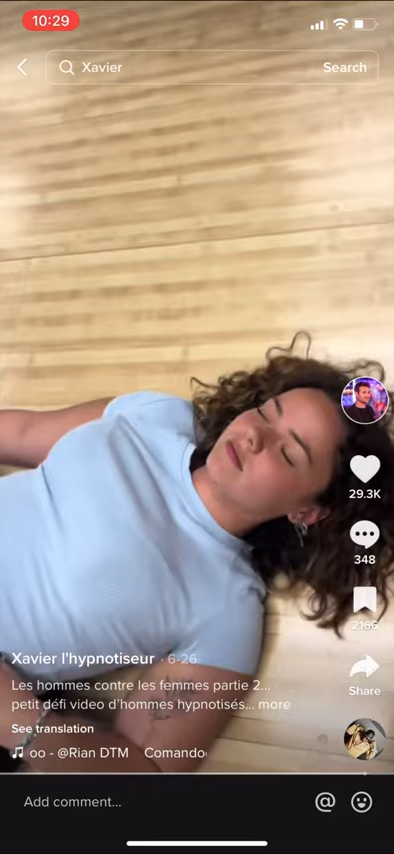 10:29
Xavier
Search
29.3K
348
2166
Share
Xavier l'hypnotiseur · 6-26
Les hommes contre les femmes partie 2...
petit défi video d'hommes hypnotisés... more
See translation
oo - @Rian DTM Comando
Add comment...
@